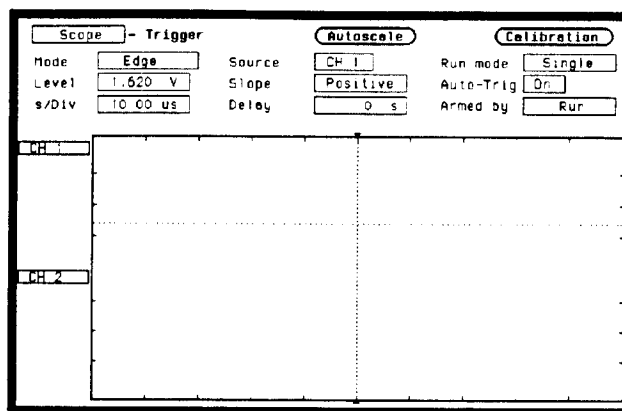 Scope - Trigger Autoscale Calibration
Mode Edge Source CH 1 Run mode Single
Level 1.620 V Slope Positive Auto-Trig On
s/Div 10.00 us Delay 0 s Armed by Run
CH 1
CH 2